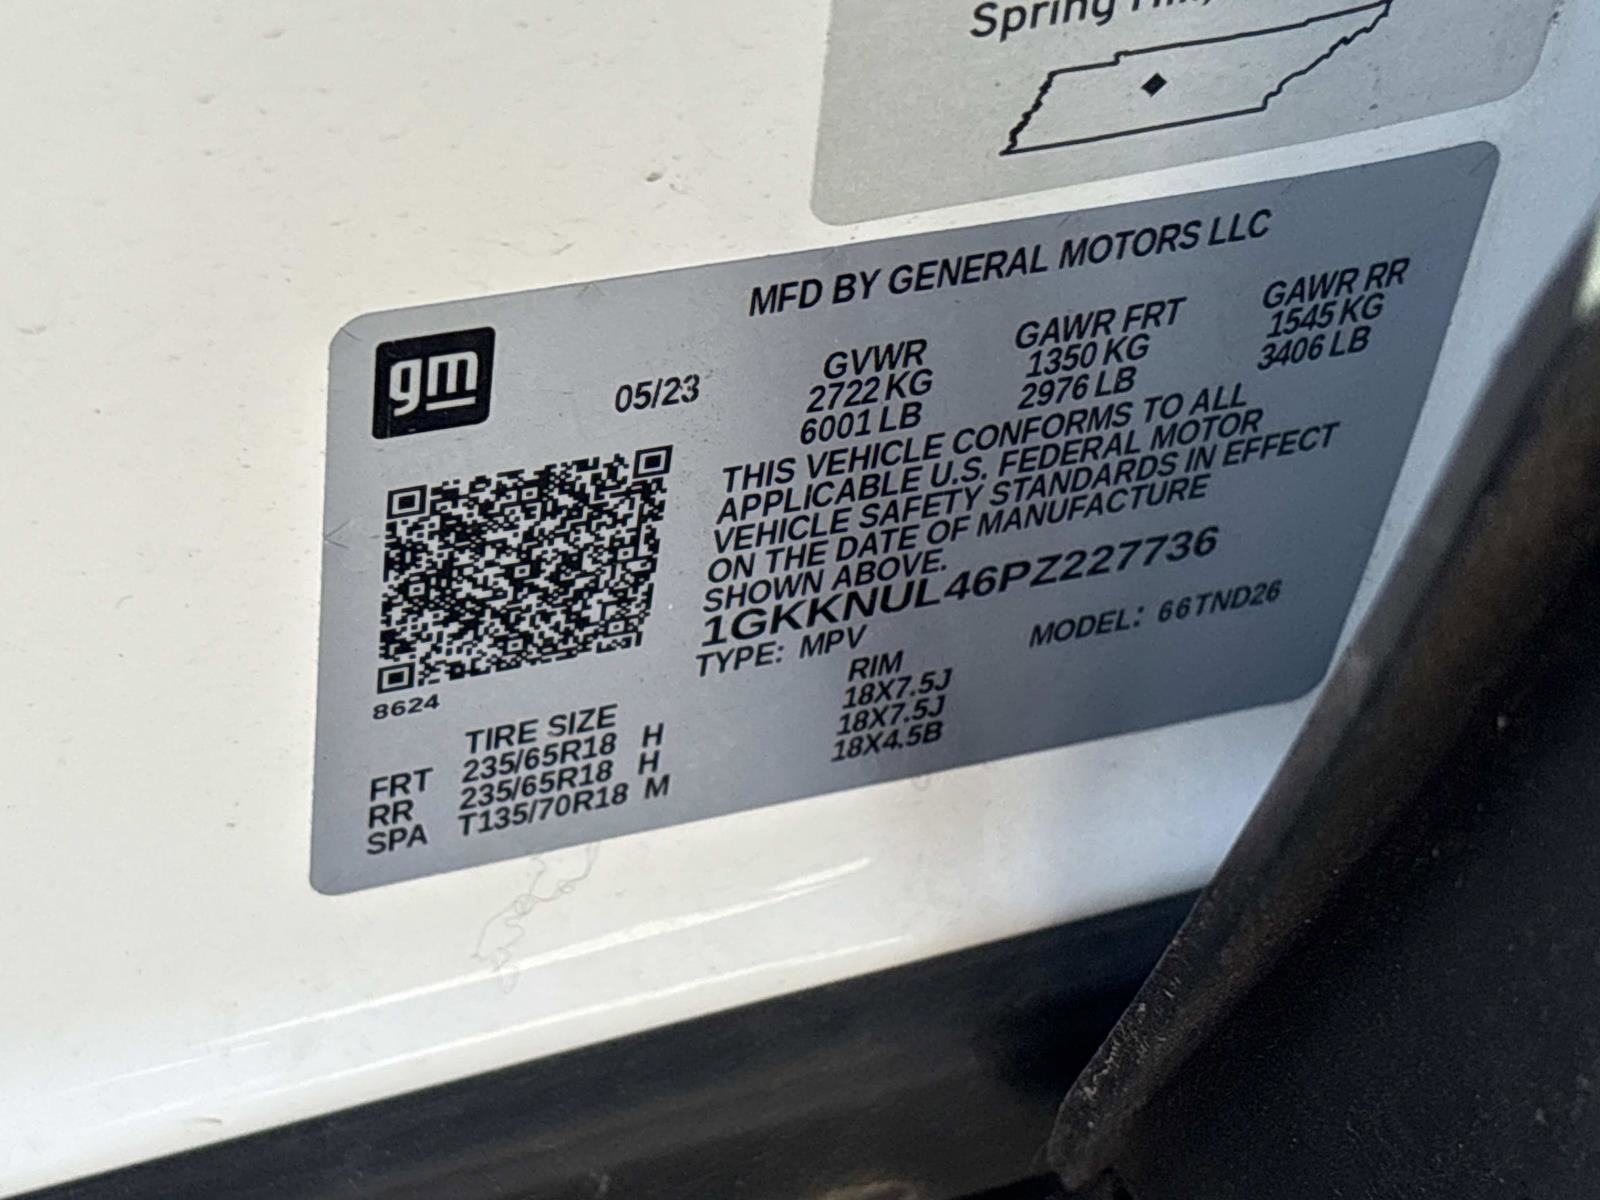 Spring
gm
MFD BY GENERAL MOTORS LLC
05/23
GVWR GAWR FRT GAWR RR
2722 KG 1350 KG 1545 KG
6001 LB 2976 LB 3406 LB
THIS VEHICLE CONFORMS TO ALL
APPLICABLE U.S. FEDERAL MOTOR
VEHICLE SAFETY STANDARDS IN EFFECT
ON THE DATE OF MANUFACTURE
SHOWN ABOVE.
1GKKNUL46PZ227736
TYPE: MPV MODEL: 66TND26
8624
TIRE SIZE RIM
FRT 235/65R18 H 18X7.5J
RR 235/65R18 H 18X7.5J
SPA T135/70R18 M 18X4.5B